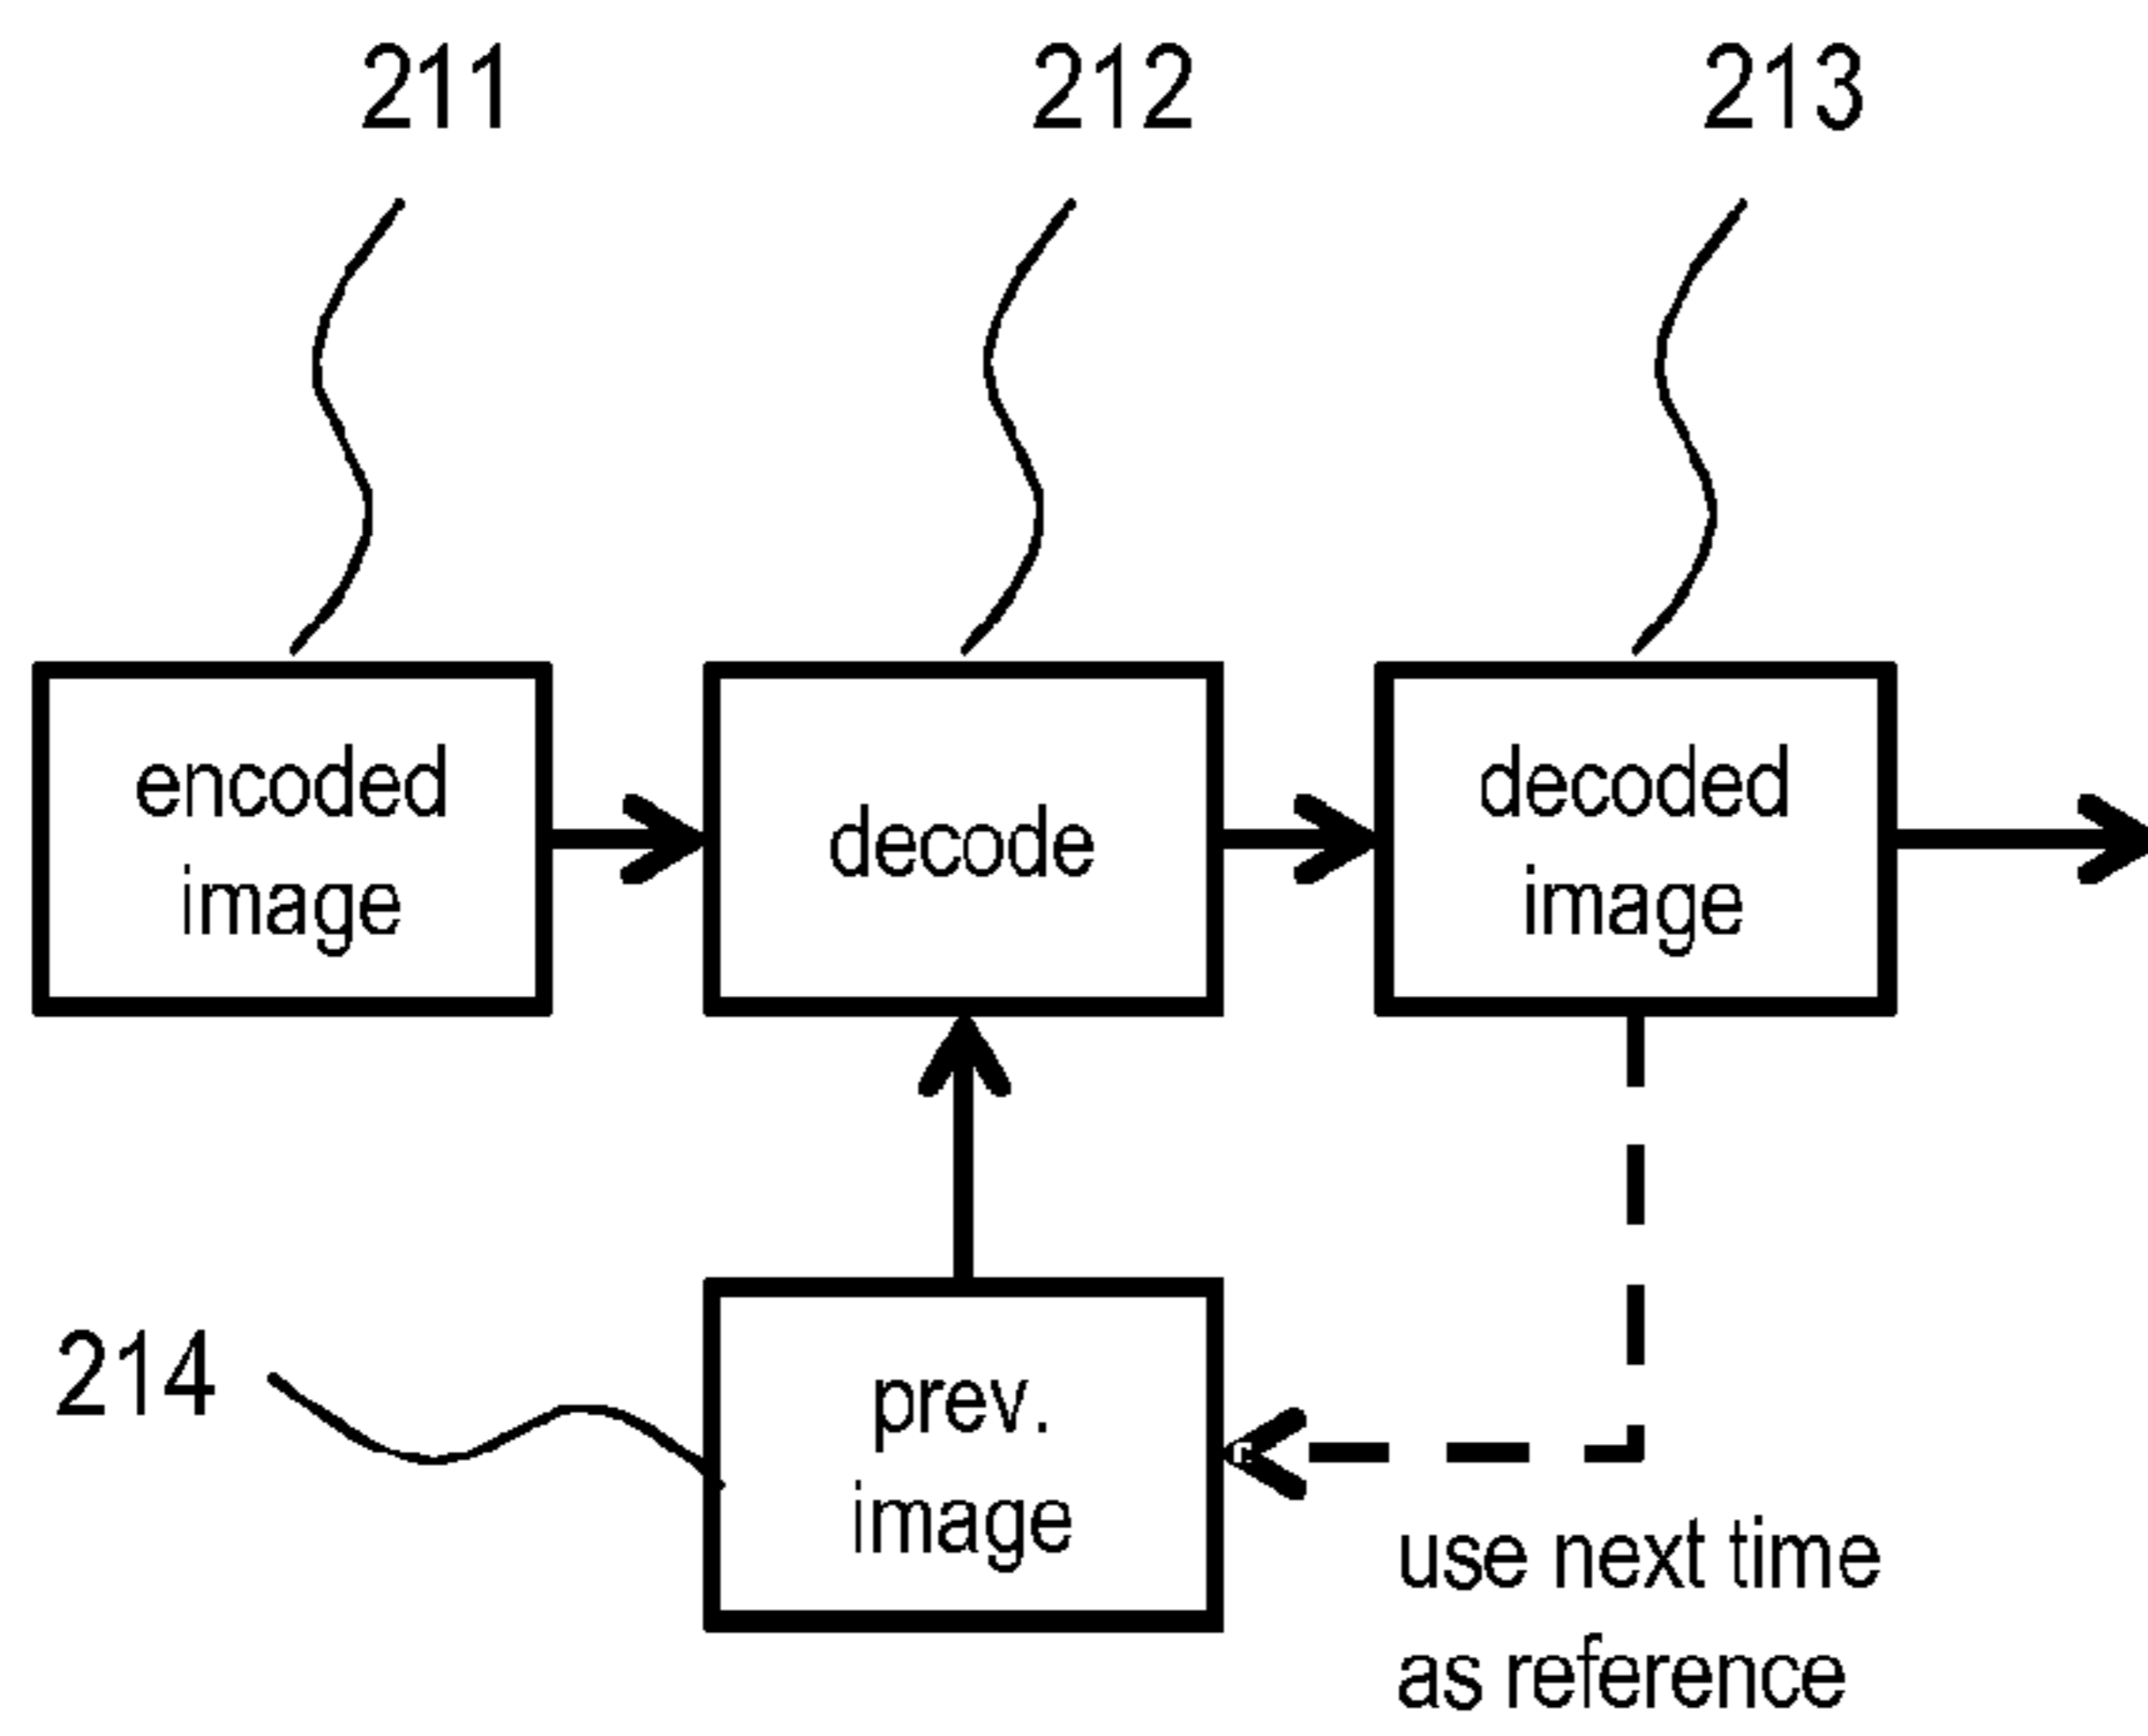 211
212
213
encoded
image
decode
decoded
image
214
prev.
image
use next time
as reference